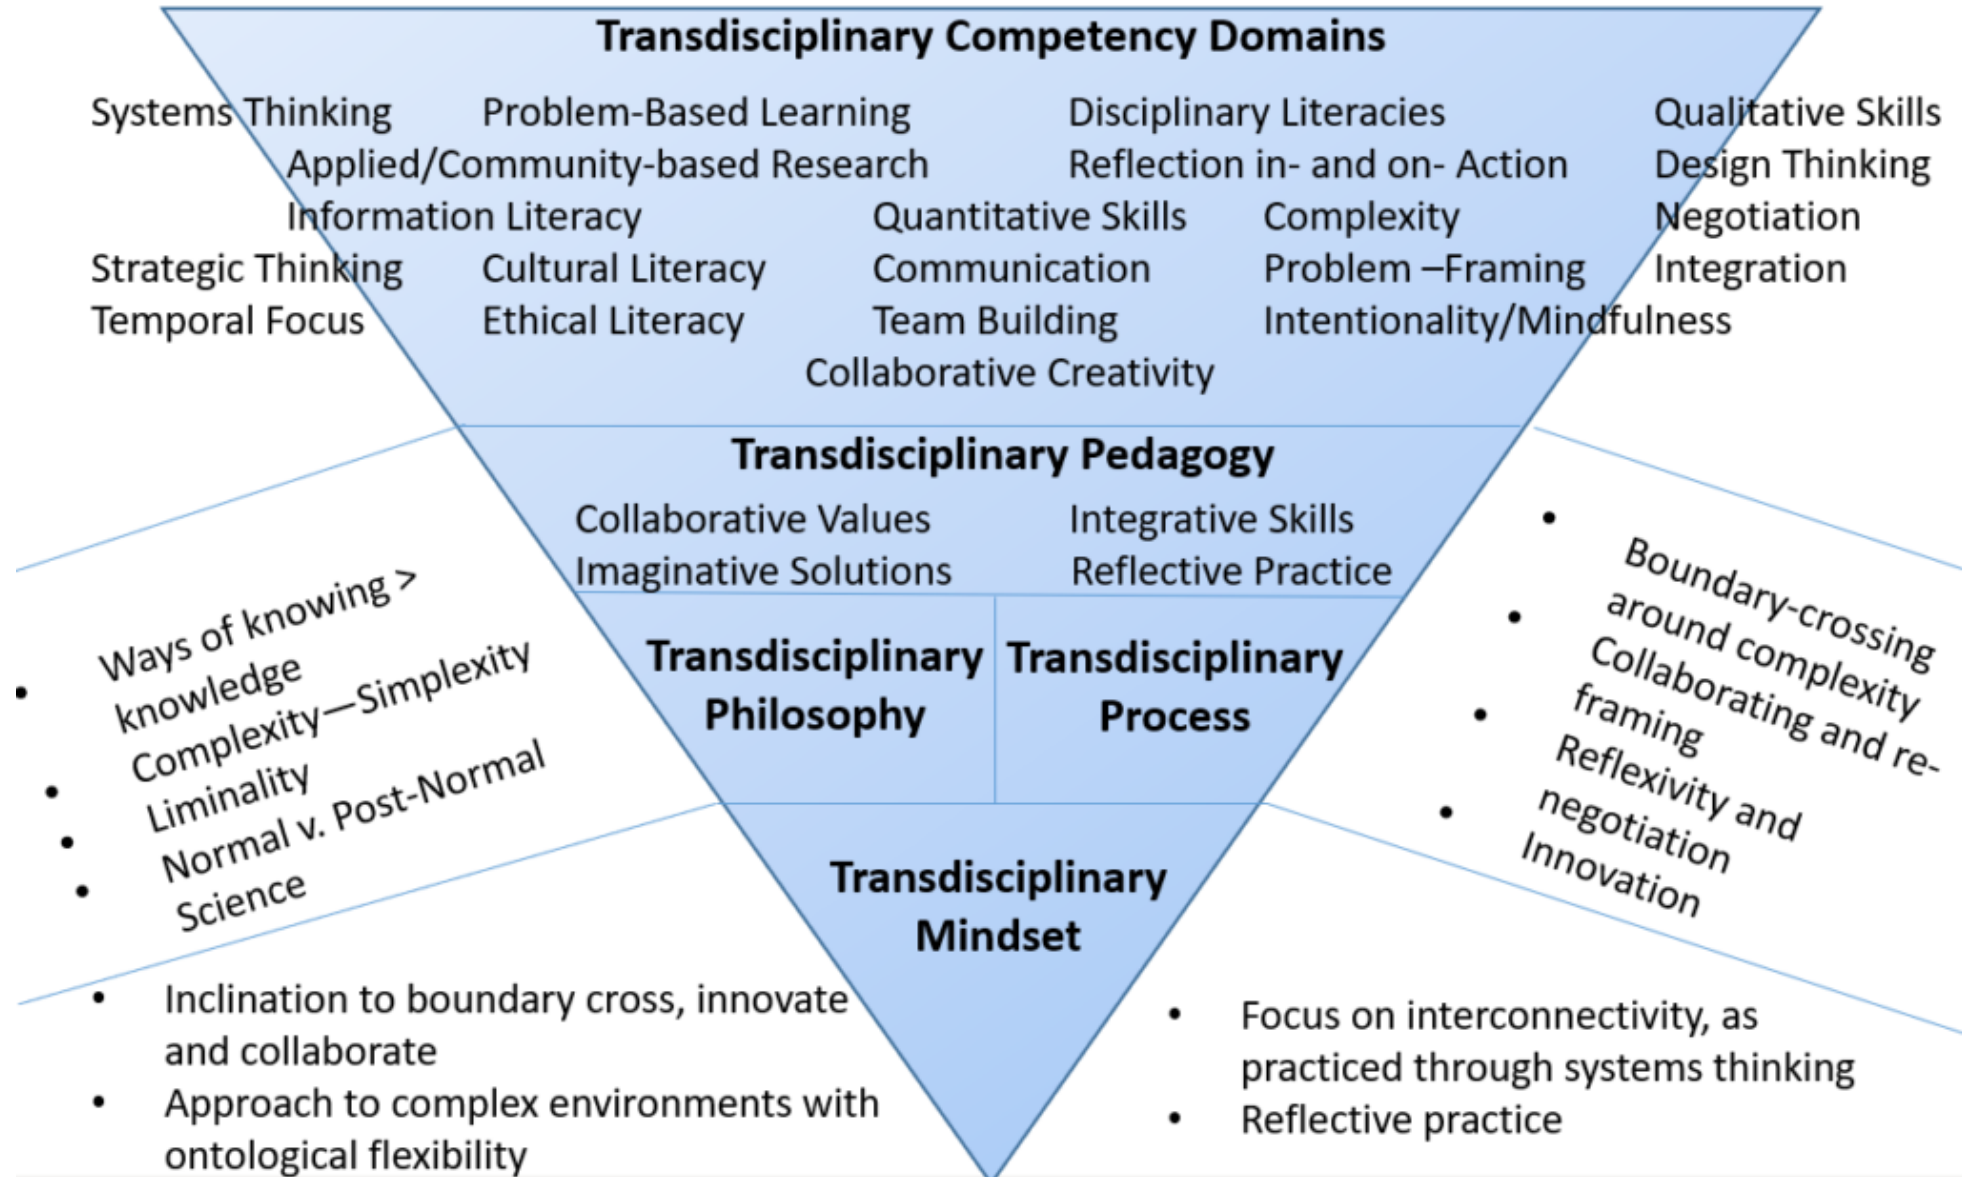 Transdisciplinary Competency Domains
Systems Thinking Problem-Based Learning Disciplinary Literacies Qualitative Skills
Applied/Community-based Research Reflection in- and on- Action Design Thinking
Information Literacy Quantitative Skills Complexity Negotiation
Strategic Thinking Cultural Literacy Communication Problem –Framing Integration
Temporal Focus Ethical Literacy Team Building Intentionality/Mindfulness
Collaborative Creativity
Transdisciplinary Pedagogy
Collaborative Values Integrative Skills
Imaginative Solutions Reflective Practice
Transdisciplinary
Philosophy
Transdisciplinary
Process
• Ways of knowing >
knowledge
• Complexity—Simplexity
• Liminality
• Normal v. Post-Normal
Science
• Boundary-crossing
around complexity
• Collaborating and re-
framing
• Reflexivity and
negotiation
• Innovation
Transdisciplinary
Mindset
• Inclination to boundary cross, innovate
and collaborate
• Approach to complex environments with
ontological flexibility
• Focus on interconnectivity, as
practiced through systems thinking
• Reflective practice